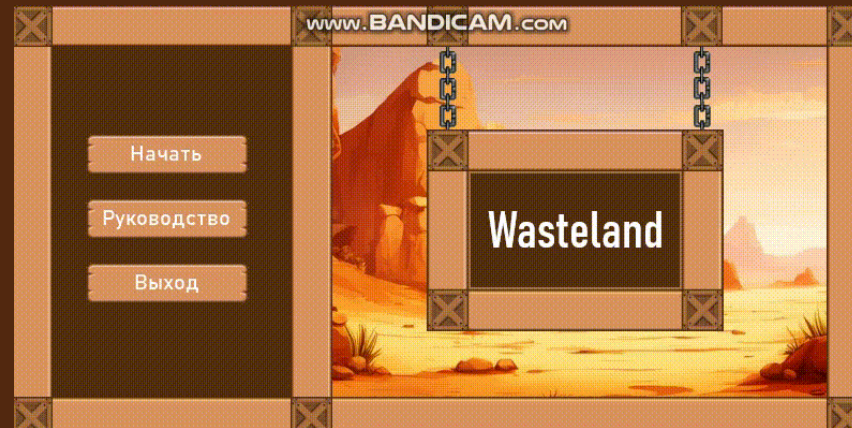 www.BANDICAM.com
Начать
Руководство
Выход
Wasteland